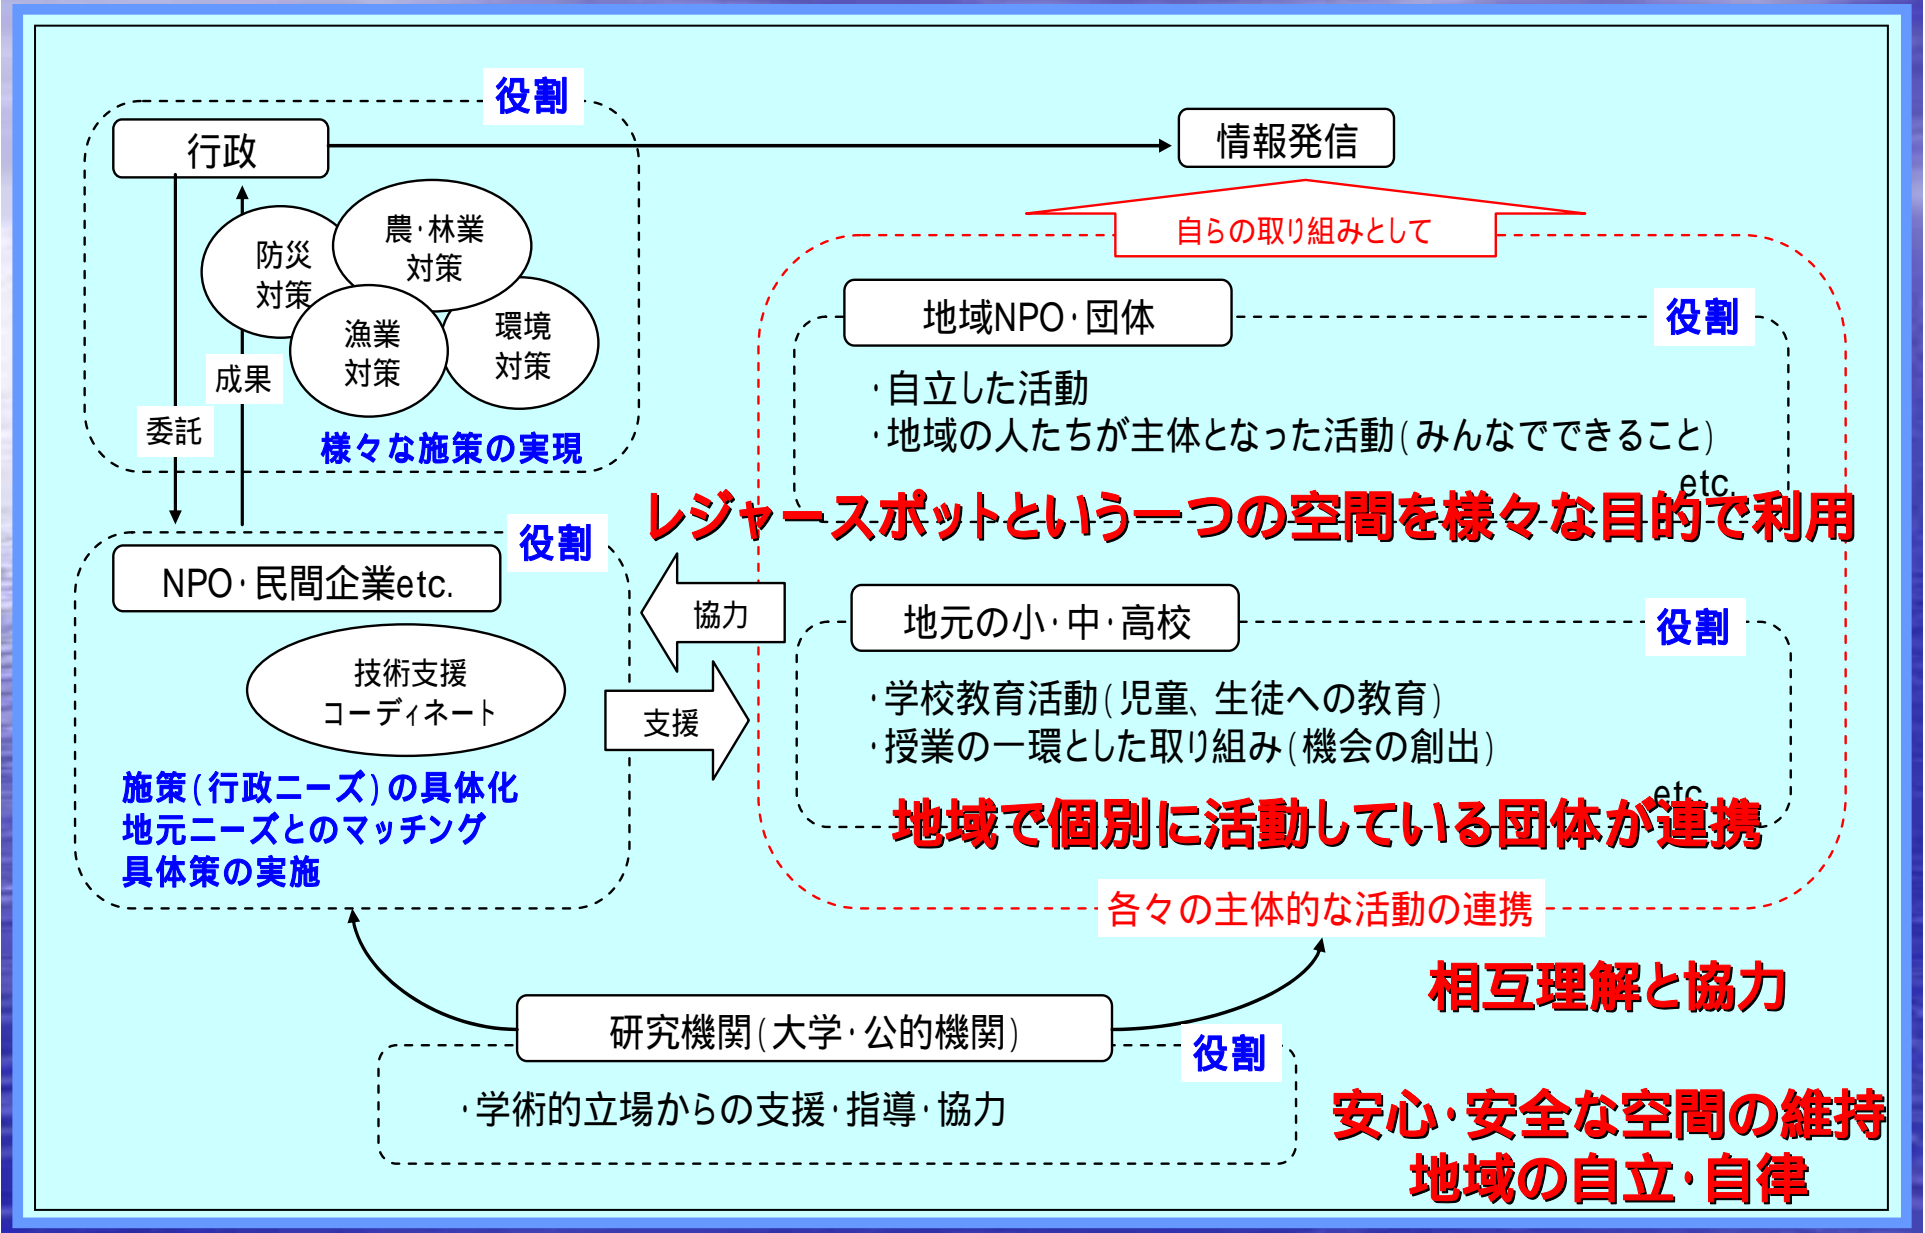 役割
行政
情報発信
農・林業
対策
防災
対策
漁業
対策
環境
対策
成果
委託
様々な施策の実現
自らの取り組みとして
地域NPO・団体
役割
・自立した活動
・地域の人たちが主体となった活動(みんなでできること)
etc.
レジャースポットという一つの空間を様々な目的で利用
役割
NPO・民間企業etc.
技術支援
コーディネート
施策(行政ニーズ)の具体化
地元ニーズとのマッチング
具体策の実施
協力
支援
地元の小・中・高校
役割
・学校教育活動(児童、生徒への教育)
・授業の一環とした取り組み(機会の創出)
etc
地域で個別に活動している団体が連携
各々の主体的な活動の連携
相互理解と協力
研究機関(大学・公的機関)
役割
・学術的立場からの支援・指導・協力
安心・安全な空間の維持
地域の自立・自律